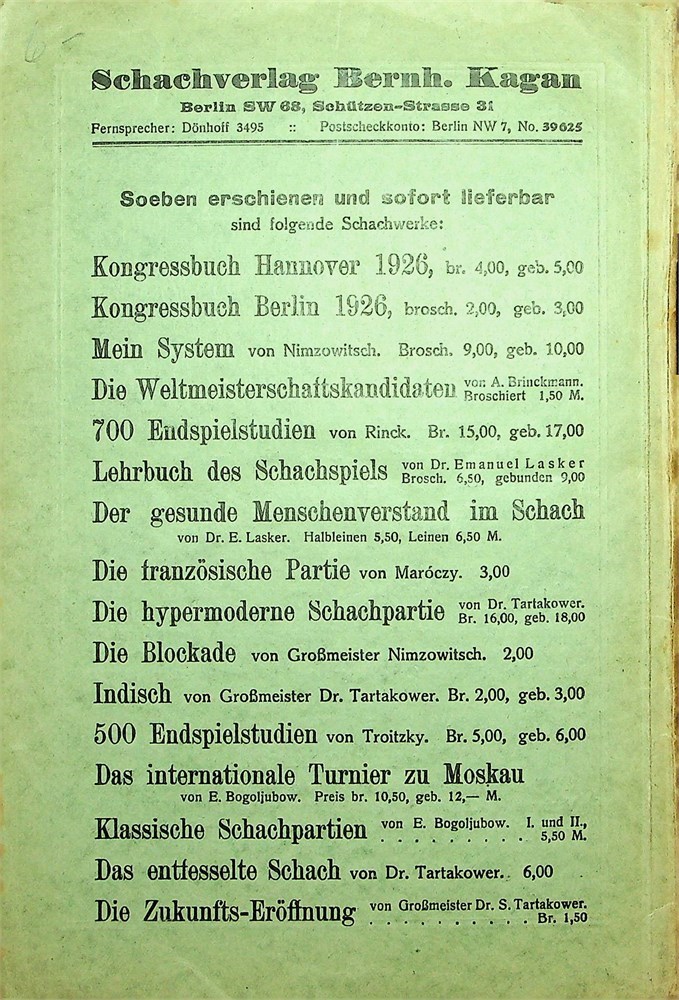 Schachverlag Bernh. Kagan
Berlin SW 68, Schützen-Strasse 31
Fernsprecher: Dönhoff 3495 :: Postscheckkonto: Berlin NW 7, No. 39625
Soeben erschienen und sofort lieferbar
sind folgende Schachwerke:
Kongressbuch Hannover 1926, br. 4,00, geb. 5,00
Kongressbuch Berlin 1926, brosch. 2,00, geb. 3,00
Mein System von Nimzowitsch. Brosch. 9,00, geb. 10,00
Die Weltmeisterschaftskandidaten von A. Brinckmann.
Broschiert 1,50 M.
700 Endspielstudien von Rinck. Br. 15,00, geb. 17,00
Lehrbuch des Schachspiels von Dr. Emanuel Lasker
Brosch. 6,50, gebunden 9,00
Der gesunde Menschenverstand im Schach
von Dr. E. Lasker. Halbleinen 5,50, Leinen 6,50 M.
Die französische Partie von Maróczy. 3,00
Die hypermoderne Schachpartie von Dr. Tartakower.
Br. 16,00, geb. 18,00
Die Blockade von Großmeister Nimzowitsch. 2,00
Indisch von Großmeister Dr. Tartakower. Br. 2,00, geb. 3,00
500 Endspielstudien von Troitzky. Br. 5,00, geb. 6,00
Das internationale Turnier zu Moskau
von E. Bogoljubow. Preis br. 10,50, geb. 12,— M.
Klassische Schachpartien von E. Bogoljubow. I. und II.,
. . . . . . . . . . 5,50 M.
Das entfesselte Schach von Dr. Tartakower. 6,00
Die Zukunfts-Eröffnung von Großmeister Dr. S. Tartakower.
. . . . . . . . . . . Br. 1,50